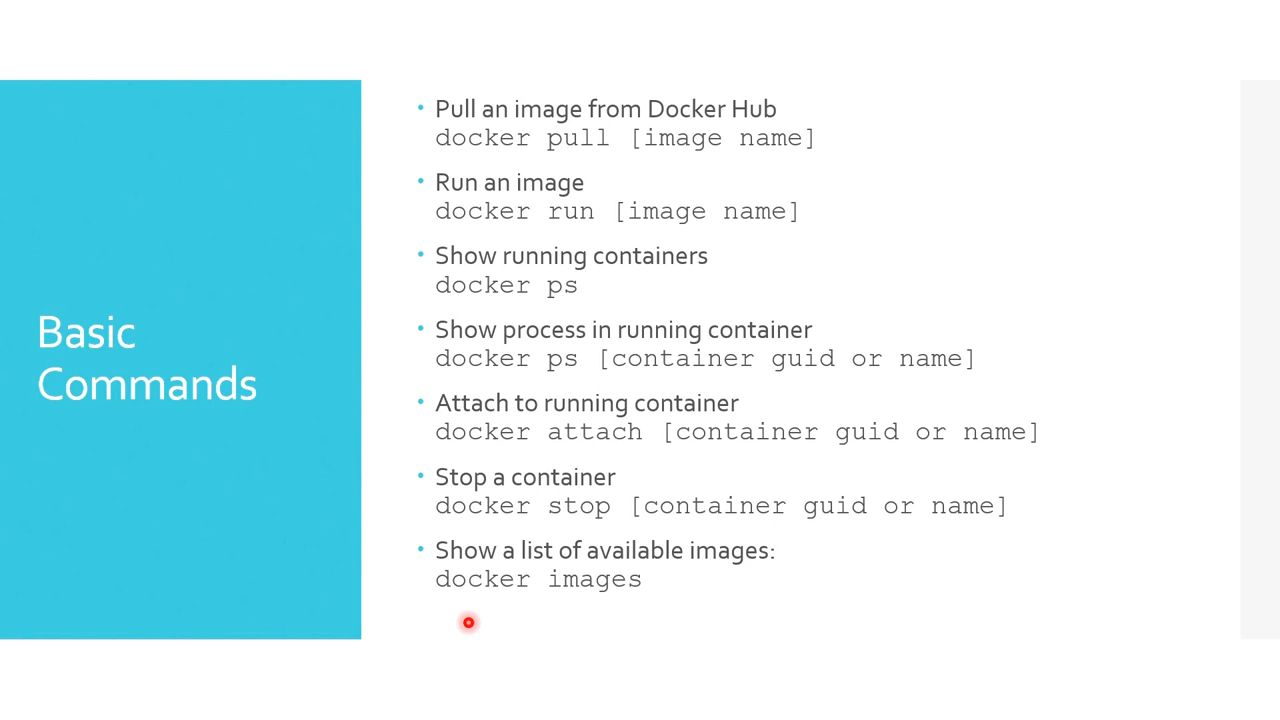 Basic
Commands
• Pull an image from Docker Hub
docker pull [image name]
• Run an image
docker run [image name]
• Show running containers
docker ps
• Show process in running container
docker ps [container guid or name]
• Attach to running container
docker attach [container guid or name]
• Stop a container
docker stop [container guid or name]
• Show a list of available images:
docker images